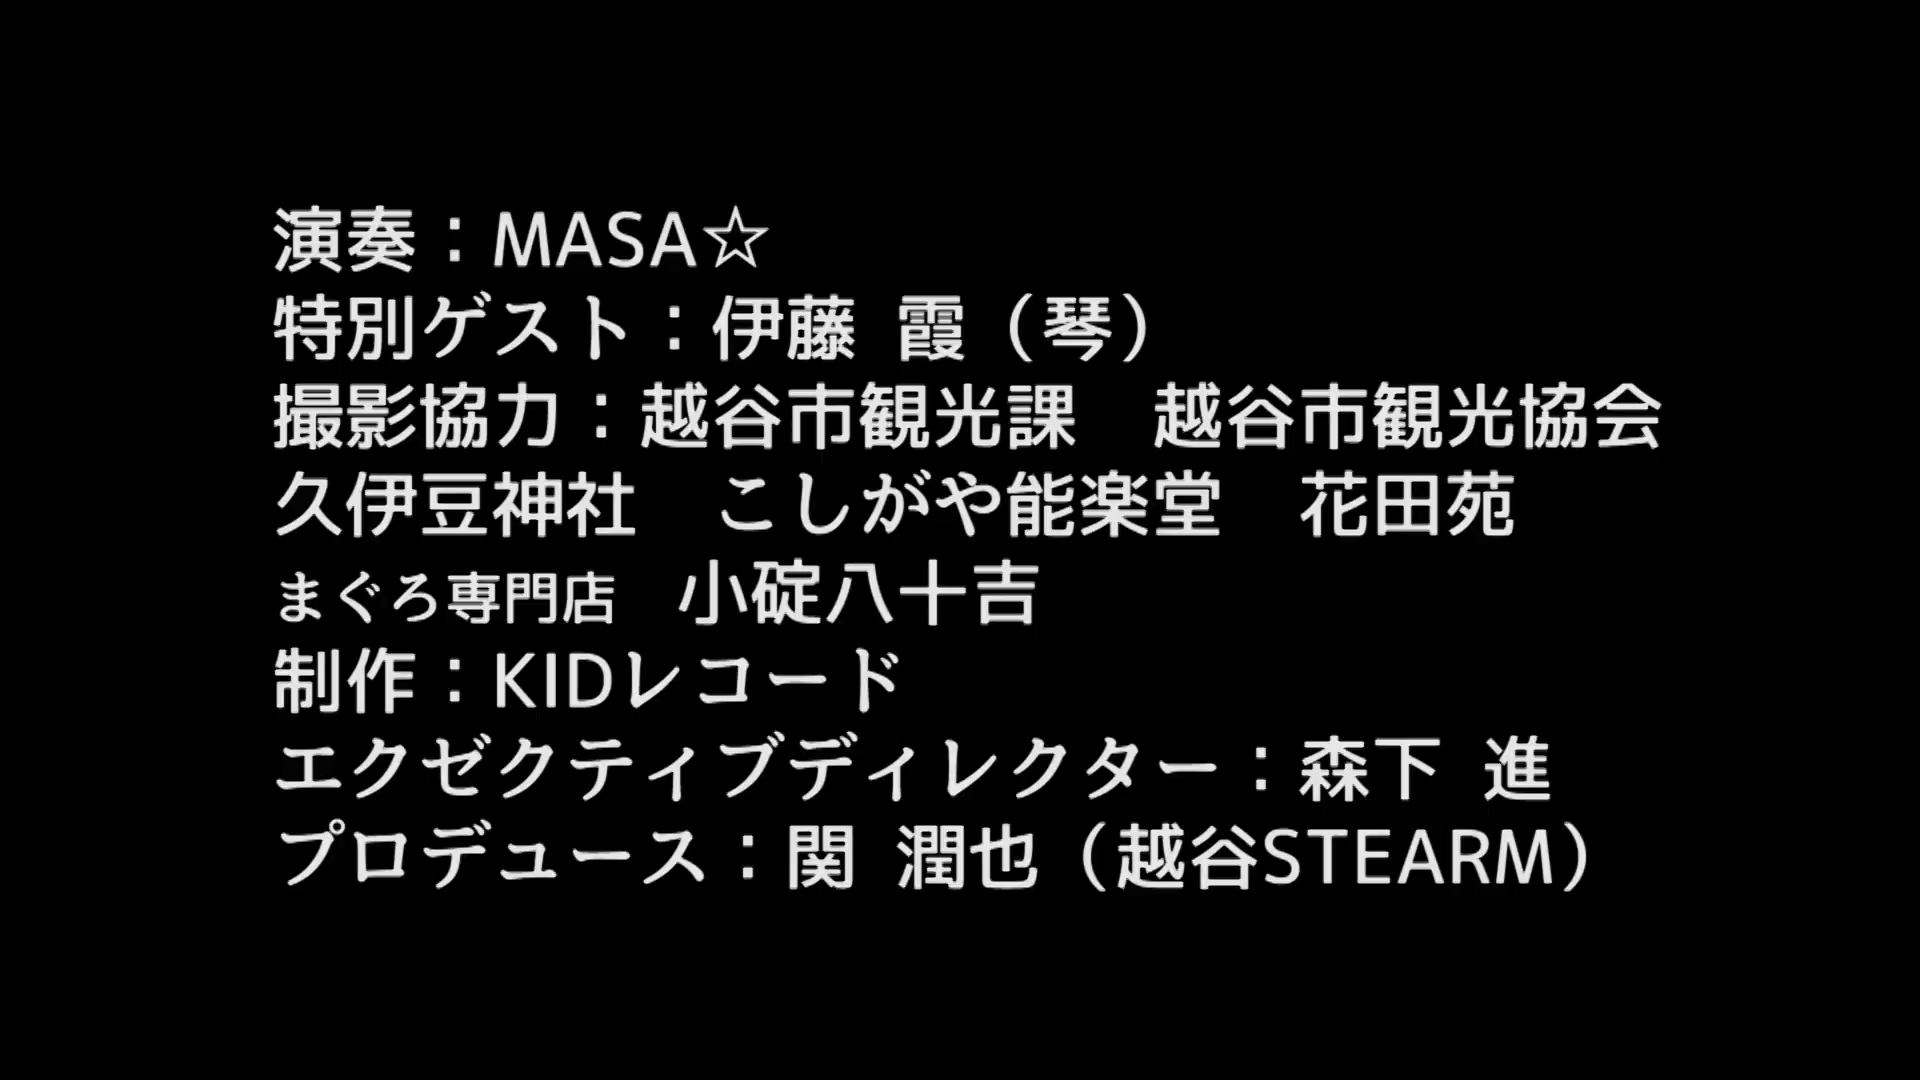 演奏：MASA☆
特別ゲスト：伊藤 霞（琴）
撮影協力：越谷市観光課　越谷市観光協会
久伊豆神社　こしがや能楽堂　花田苑
まぐろ専門店　小碇八十吉
制作：KIDレコード
エクゼクティブディレクター：森下 進
プロデュース：関 潤也（越谷STEARM）